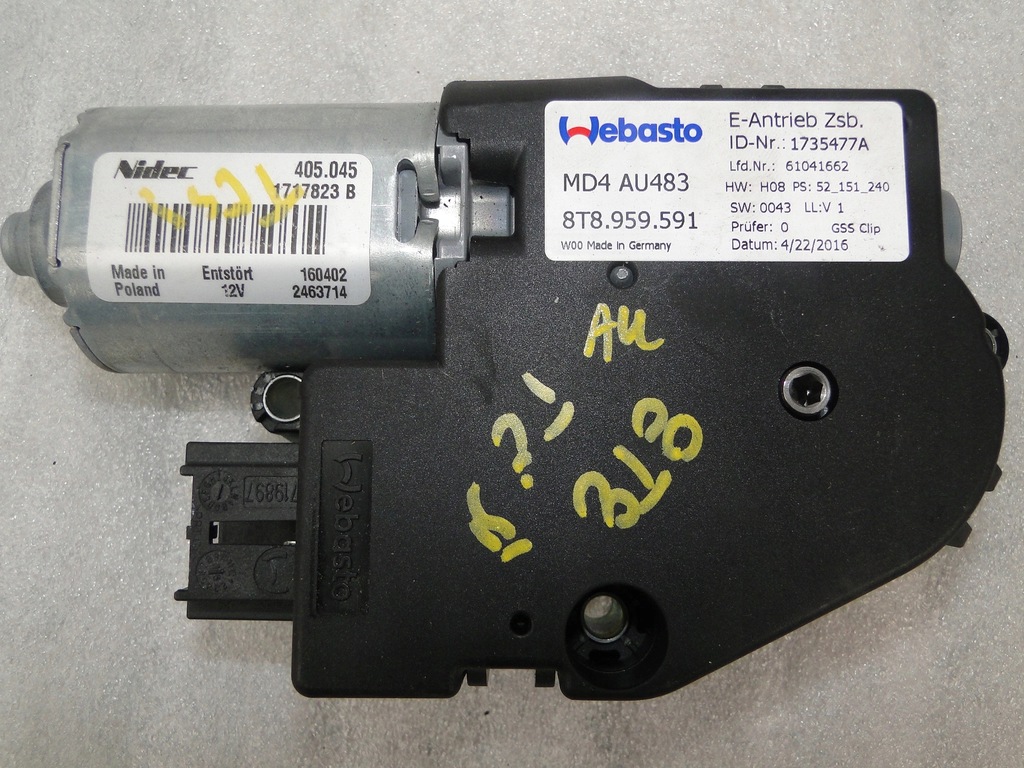 Nidec 405.045
1717823 B
Made in Poland
Entstört
12V
160402
2463714
Webasto
MD4 AU483
8T8.959.591
W00 Made in Germany
E-Antrieb Zsb.
ID-Nr.: 1735477A
Lfd.Nr.: 61041662
HW: H08 PS: 52_151_240
SW: 0043 LL:V 1
Prüfer: 0 GSS Clip
Datum: 4/22/2016
AU
8T8
Webasto
719897